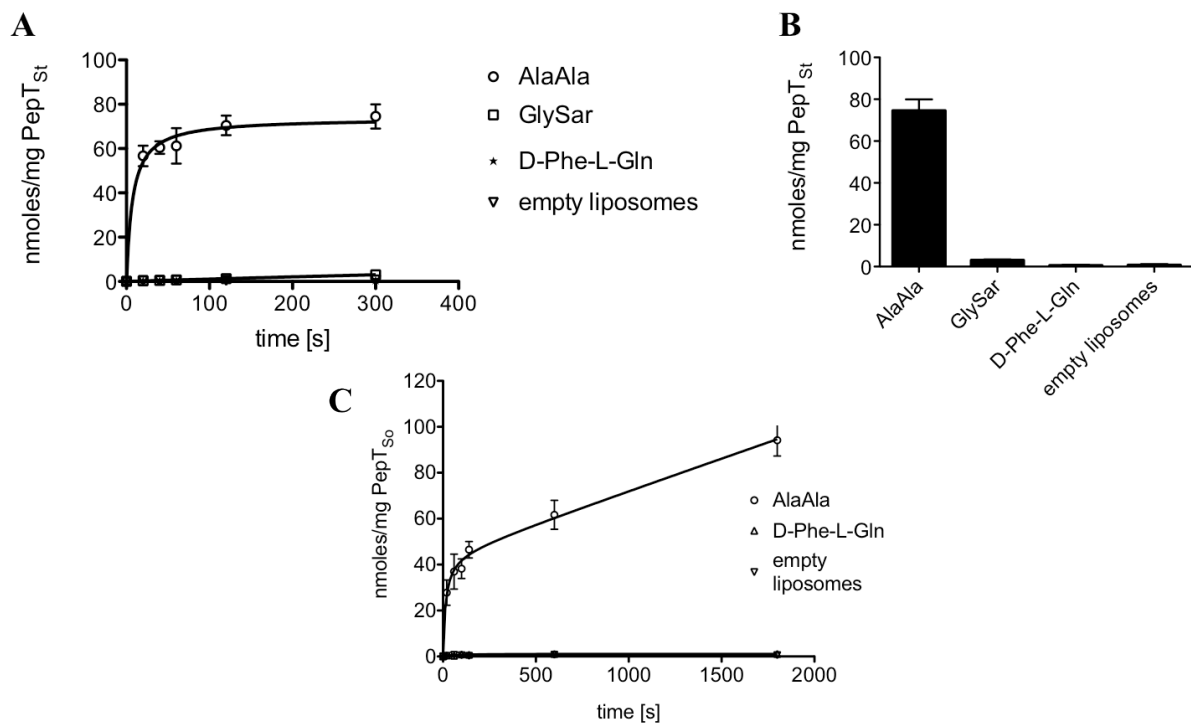 A
nmoles/mg PepTSt
100
80
60
40
20
0
0 100 200 300 400
time [s]
AlaAla
GlySar
D-Phe-L-Gln
empty liposomes
B
nmoles/mg PepTSt
100
80
60
40
20
0
AlaAla
GlySar
D-Phe-L-Gln
empty liposomes
C
nmoles/mg PepTSo
120
100
80
60
40
20
0
0 500 1000 1500 2000
time [s]
AlaAla
D-Phe-L-Gln
empty
liposomes